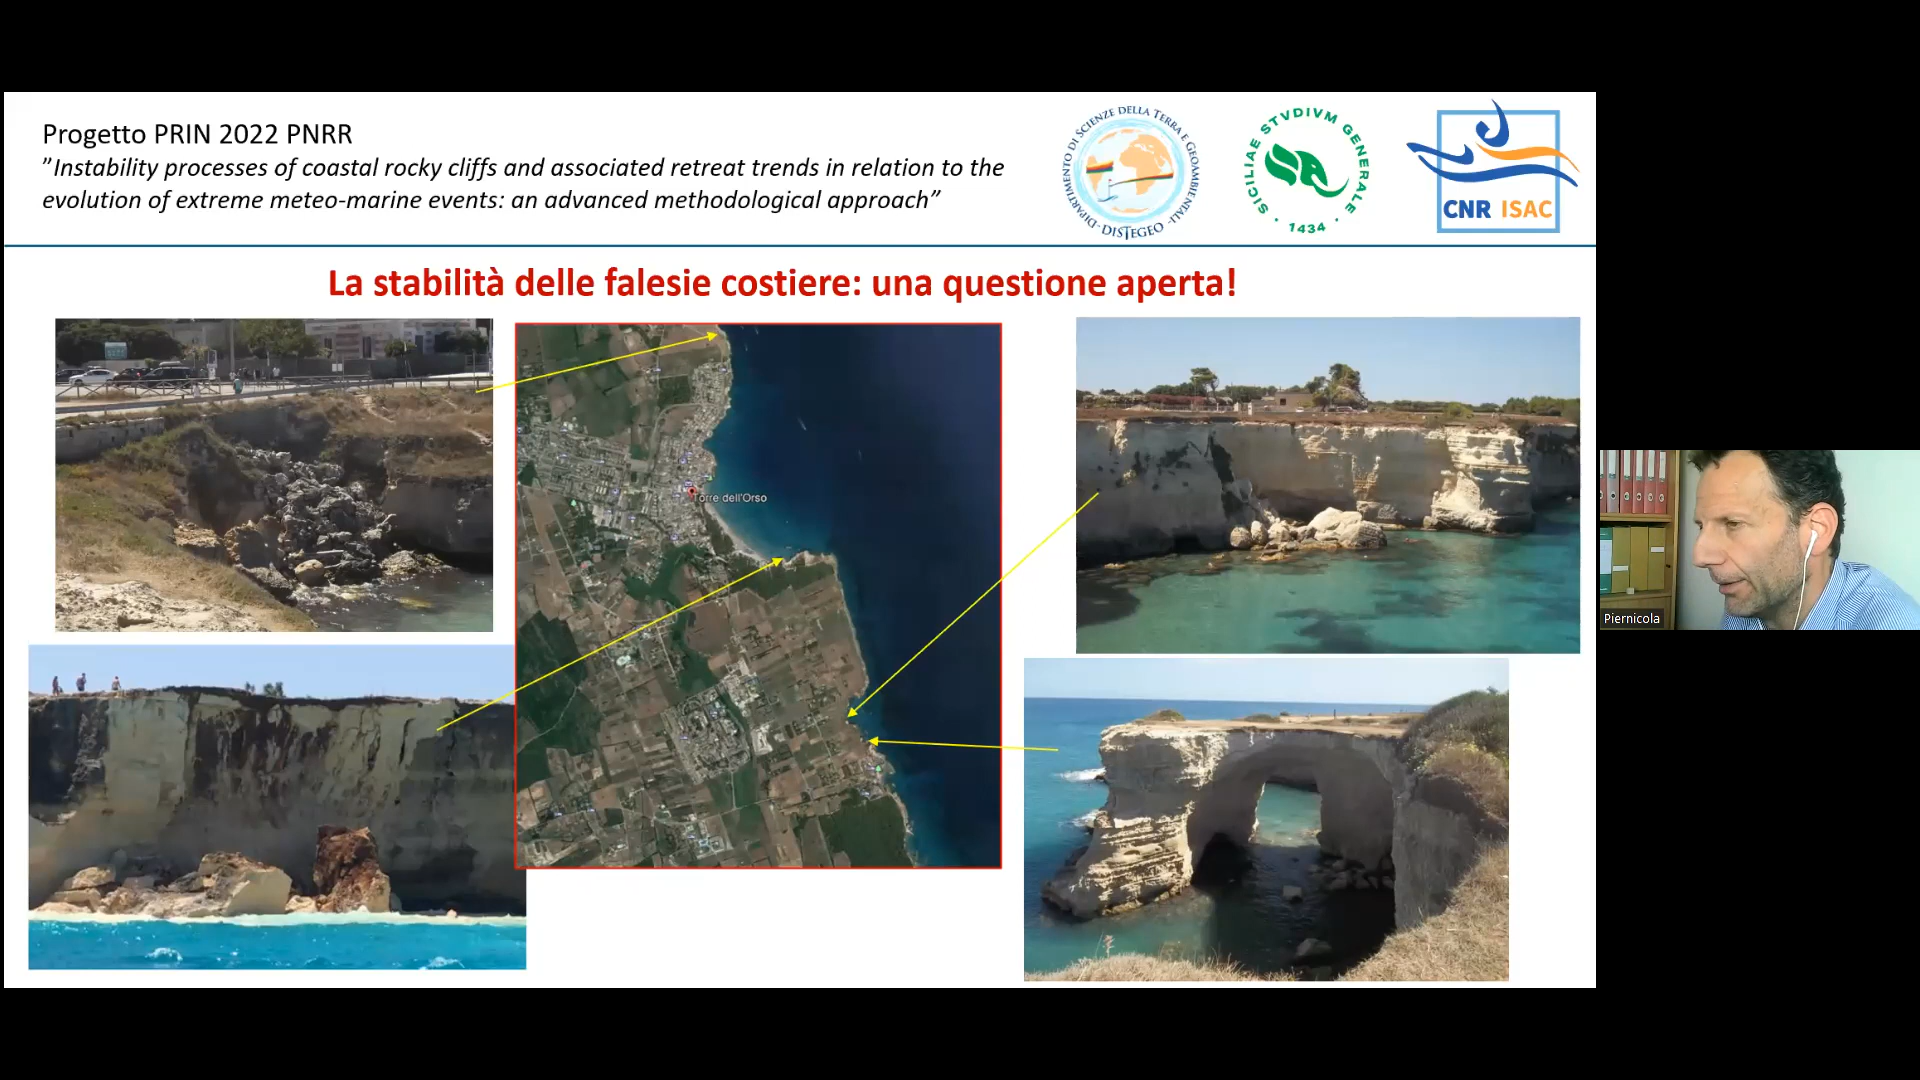 Progetto PRIN 2022 PNRR
”Instability processes of coastal rocky cliffs and associated retreat trends in relation to the
evolution of extreme meteo-marine events: an advanced methodological approach”
DIPARTIMENTO DI SCIENZE DELLA TERRA E GEOAMBIENTALI
-DISTEGEO-
SICILIAE STVDIVM GENERALE
· 1434 ·
CNR ISAC
La stabilità delle falesie costiere: una questione aperta!
Torre dell'Orso
Piernicola